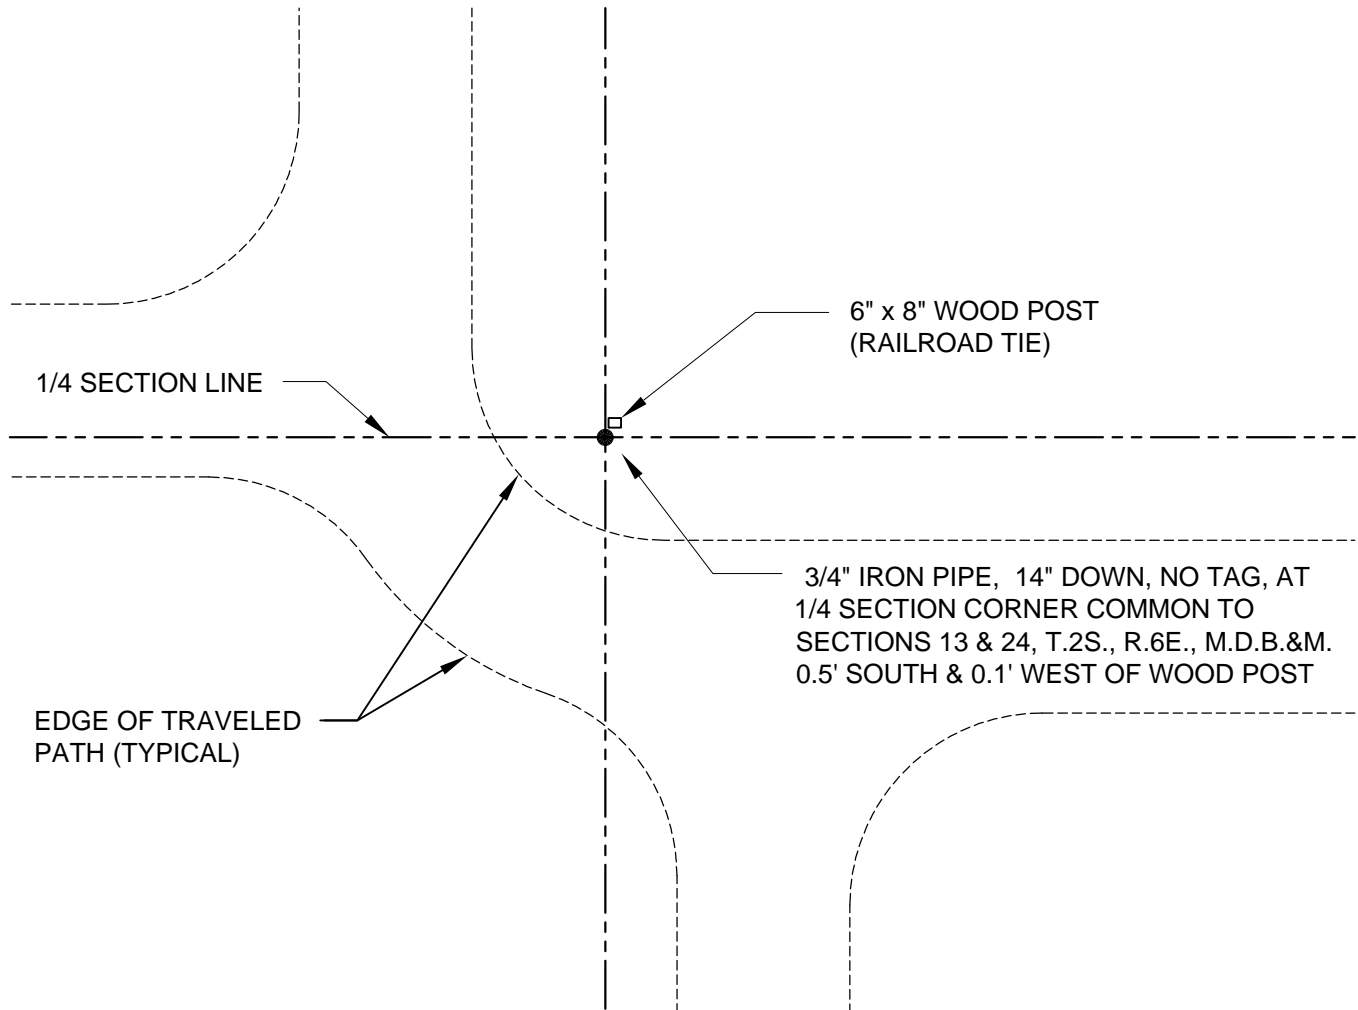 6" x 8" WOOD POST
(RAILROAD TIE)
1/4 SECTION LINE
3/4" IRON PIPE, 14" DOWN, NO TAG, AT
1/4 SECTION CORNER COMMON TO
SECTIONS 13 & 24, T.2S., R.6E., M.D.B.&M.
0.5' SOUTH & 0.1' WEST OF WOOD POST
EDGE OF TRAVELED
PATH (TYPICAL)